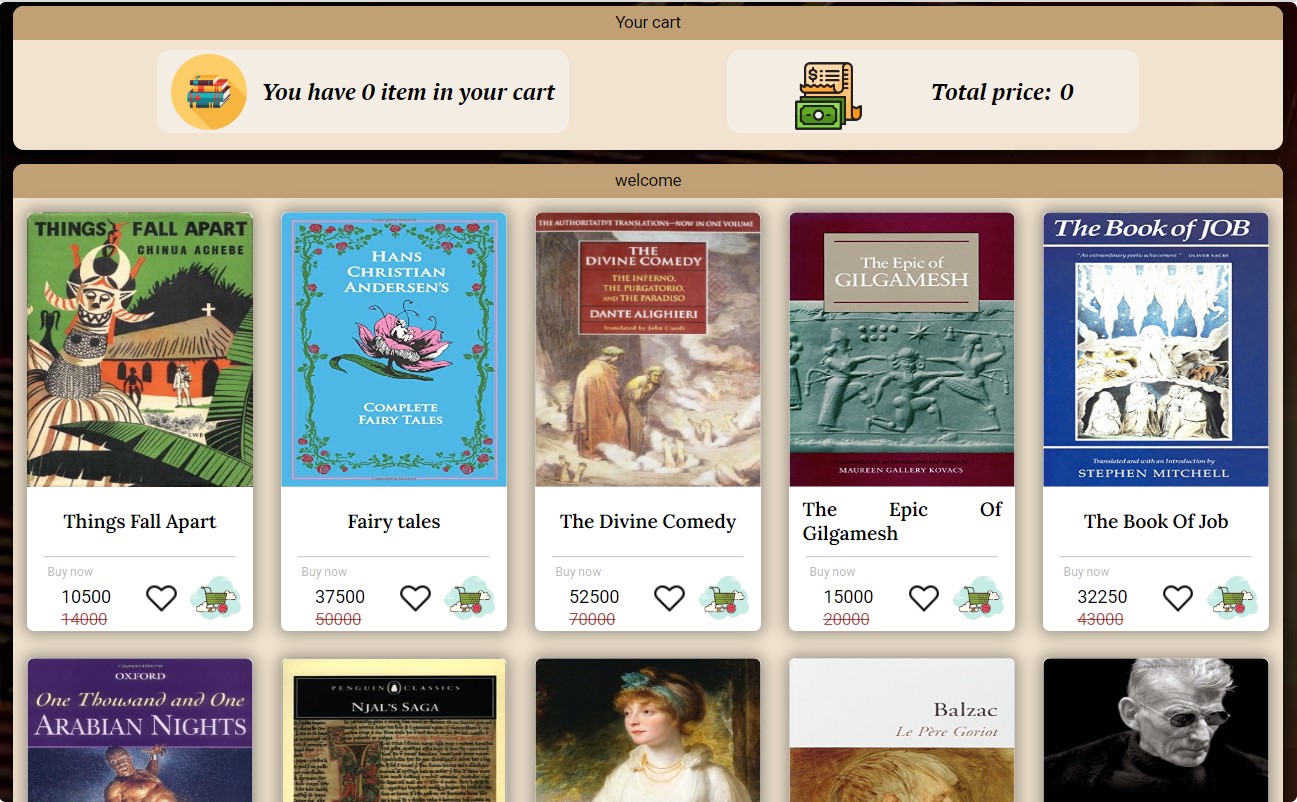 Your cart
You have 0 item in your cart
Total price: 0
welcome
THINGS FALL APART
CHINUA ACHEBE
CWB
Things Fall Apart
Buy now
10500
14000
HANS
CHRISTIAN
ANDERSEN'S
COMPLETE
FAIRY TALES
Fairy tales
Buy now
37500
50000
THE AUTHORITATIVE TRANSLATIONS—NOW IN ONE VOLUME
THE
DIVINE COMEDY
THE INFERNO,
THE PURGATORIO,
AND THE PARADISO
DANTE ALIGHIERI
Translated by John Ciardi
The Divine Comedy
Buy now
52500
70000
The Epic of
GILGAMESH
MAUREEN GALLERY KOVACS
The Epic Of
Gilgamesh
Buy now
15000
20000
The Book of JOB
"An extraordinary poetic achievement." OLIVER SACKS
Translated and with an Introduction by
STEPHEN MITCHELL
The Book Of Job
Buy now
32250
43000
OXFORD
One Thousand and One
ARABIAN NIGHTS
PENGUIN CLASSICS
NJAL'S SAGA
Balzac
Le Père Goriot